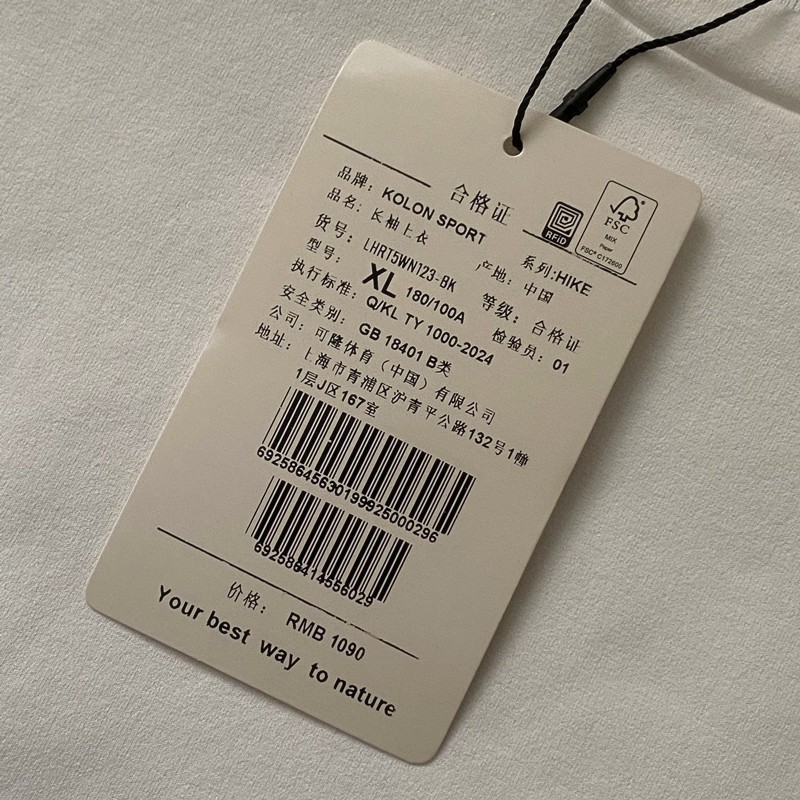 合格证
RFID
FSC
MIX
Paper
FSC® C172600
品牌: KOLON SPORT 系列:HIKE
品名: 长袖上衣 产地: 中国
货号: LHRT5WN123-BK 等级: 合格证
型号: XL 180/100A 检验员: 01
执行标准: Q/KL TY 1000-2024
安全类别: GB 18401 B类
公司: 可隆体育(中国)有限公司
地址: 上海市青浦区沪青平公路132号1幢
1层J区167室
69258645630199925000296
692586414556029
价格: RMB 1090
Your best way to nature